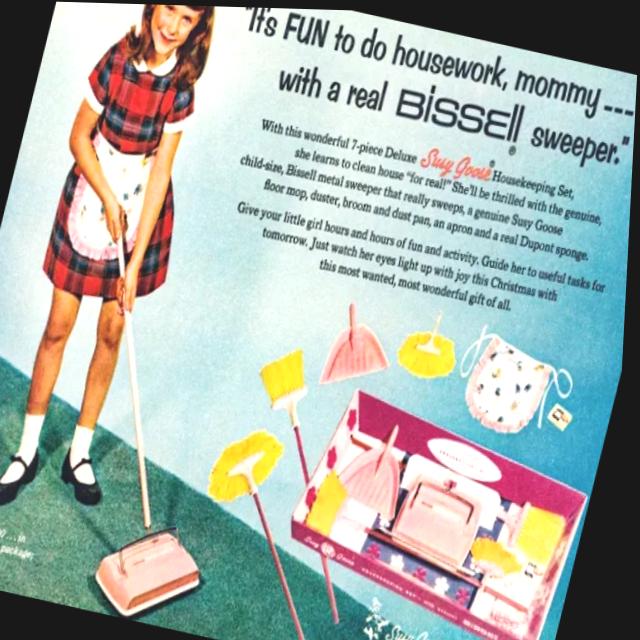 "It's FUN to do housework, mommy---
with a real BISSELL® sweeper."
With this wonderful 7-piece Deluxe Susy Goose® Housekeeping Set,
she learns to clean house "for real!" She'll be thrilled with the genuine,
child-size, Bissell metal sweeper that really sweeps, a genuine Susy Goose
floor mop, duster, broom and dust pan, an apron and a real Dupont sponge.
Give your little girl hours and hours of fun and activity. Guide her to useful tasks for
tomorrow. Just watch her eyes light up with joy this Christmas with
this most wanted, most wonderful gift of all.
in
package.
Susy Goose
Susy